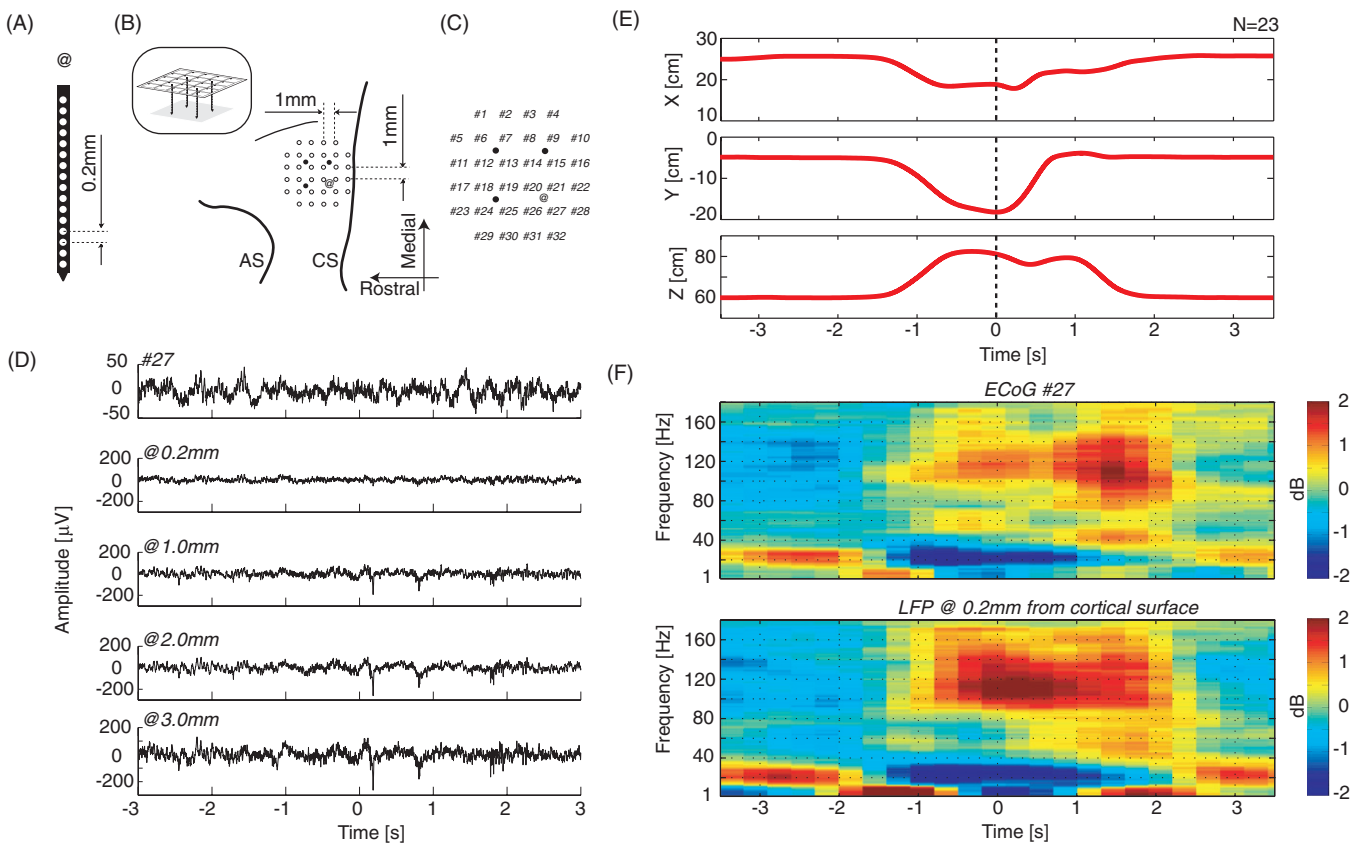 (A)
@
0.2mm
(B)
1mm
1mm
@
AS
CS
Medial
Rostral
(C)
#1 #2 #3 #4
#5 #6 #7 #8 #9 #10
#11 #12 #13 #14 #15 #16
#17 #18 #19 #20 #21 #22
@
#23 #24 #25 #26 #27 #28
#29 #30 #31 #32
(D)
#27
50
0
-50
@0.2mm
200
0
-200
@1.0mm
200
0
-200
@2.0mm
200
0
-200
@3.0mm
200
0
-200
Amplitude [μV]
-3 -2 -1 0 1 2 3
Time [s]
(E)
N=23
30
20
10
X [cm]
0
-10
-20
Y [cm]
80
60
Z [cm]
-3 -2 -1 0 1 2 3
Time [s]
(F)
ECoG #27
160
120
80
40
1
Frequency [Hz]
2
1
0
-1
-2
dB
LFP @ 0.2mm from cortical surface
160
120
80
40
1
Frequency [Hz]
2
1
0
-1
-2
dB
-3 -2 -1 0 1 2 3
Time [s]